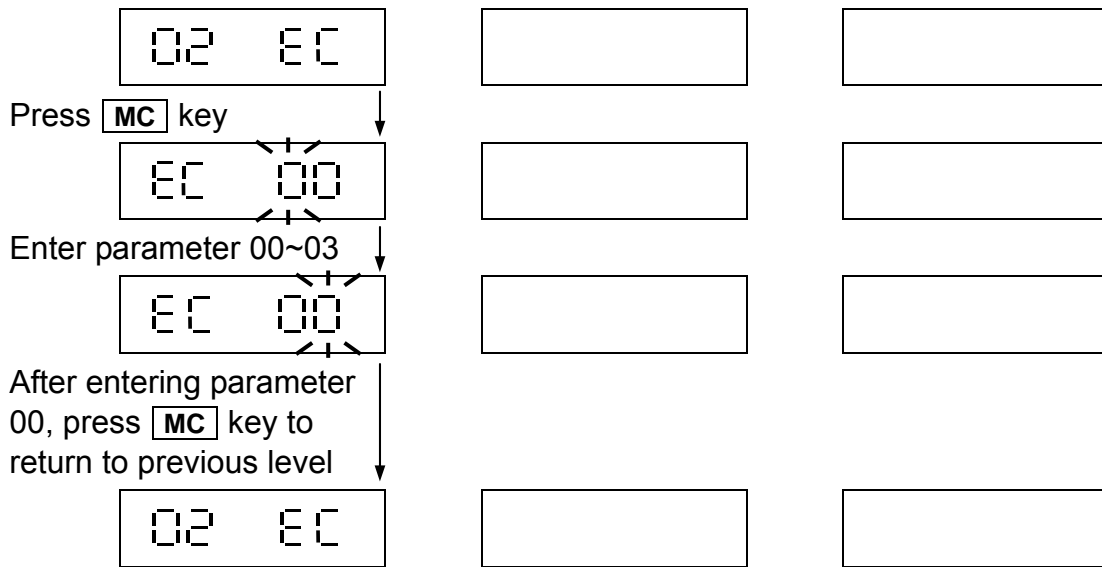 02 EC
Press MC key
EC 00
Enter parameter 00~03
EC 00
After entering parameter
00, press MC key to
return to previous level
02 EC